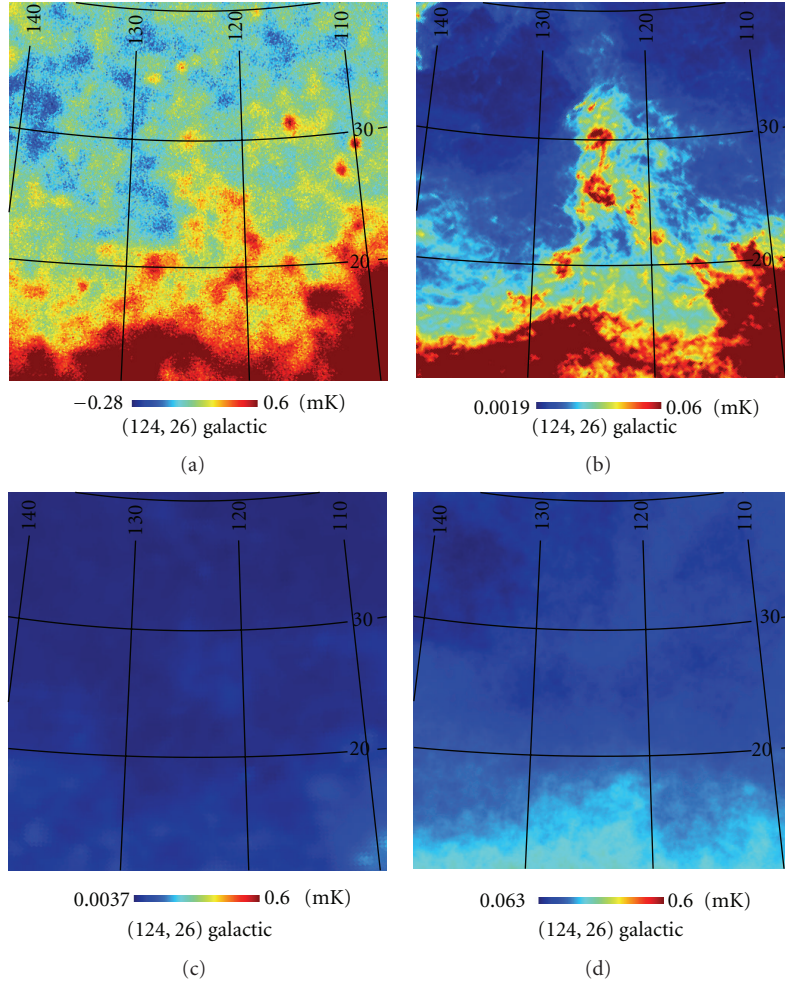 140
130
120
110
30
20
−0.28 0.6 (mK)
(124, 26) galactic
(a)
140
130
120
110
30
20
0.0019 0.06 (mK)
(124, 26) galactic
(b)
140
130
120
110
30
20
0.0037 0.6 (mK)
(124, 26) galactic
(c)
140
130
120
110
30
20
0.063 0.6 (mK)
(124, 26) galactic
(d)